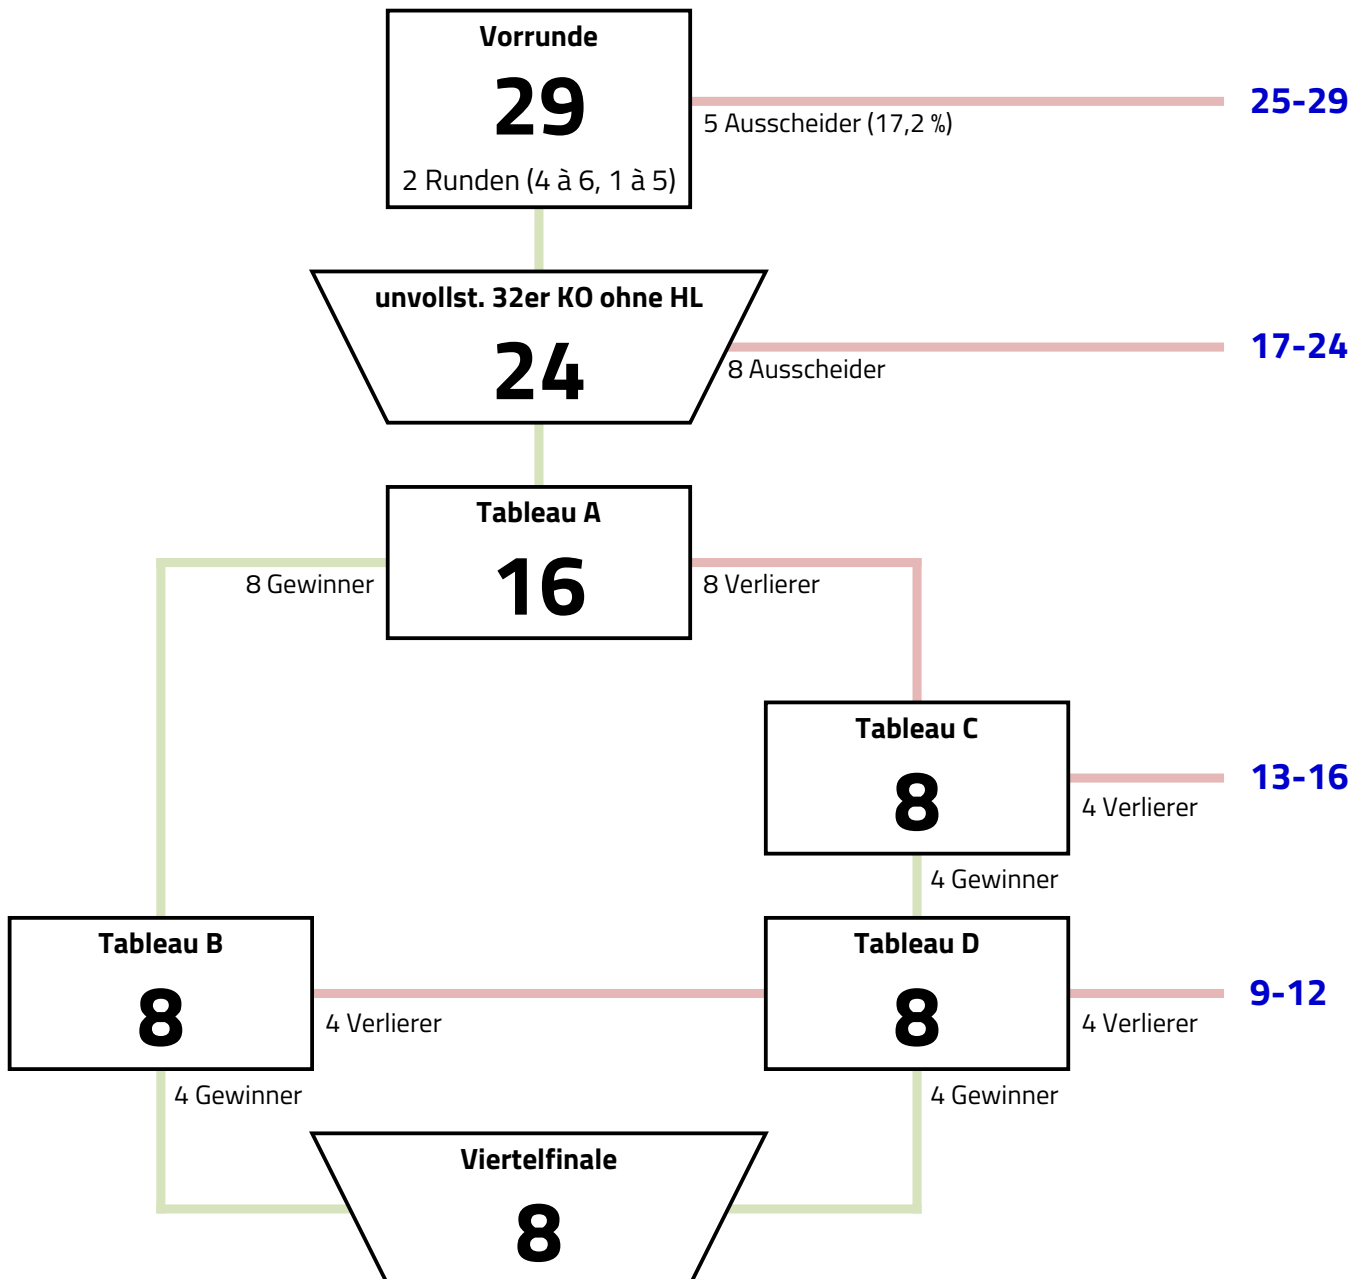 Vorrunde
29
2 Runden (4 à 6, 1 à 5)
5 Ausscheider (17,2 %)
25-29
unvollst. 32er KO ohne HL
24
8 Ausscheider
17-24
Tableau A
16
8 Gewinner
8 Verlierer
Tableau C
8
4 Verlierer
13-16
4 Gewinner
Tableau B
8
4 Verlierer
4 Gewinner
Tableau D
8
4 Verlierer
9-12
4 Gewinner
Viertelfinale
8